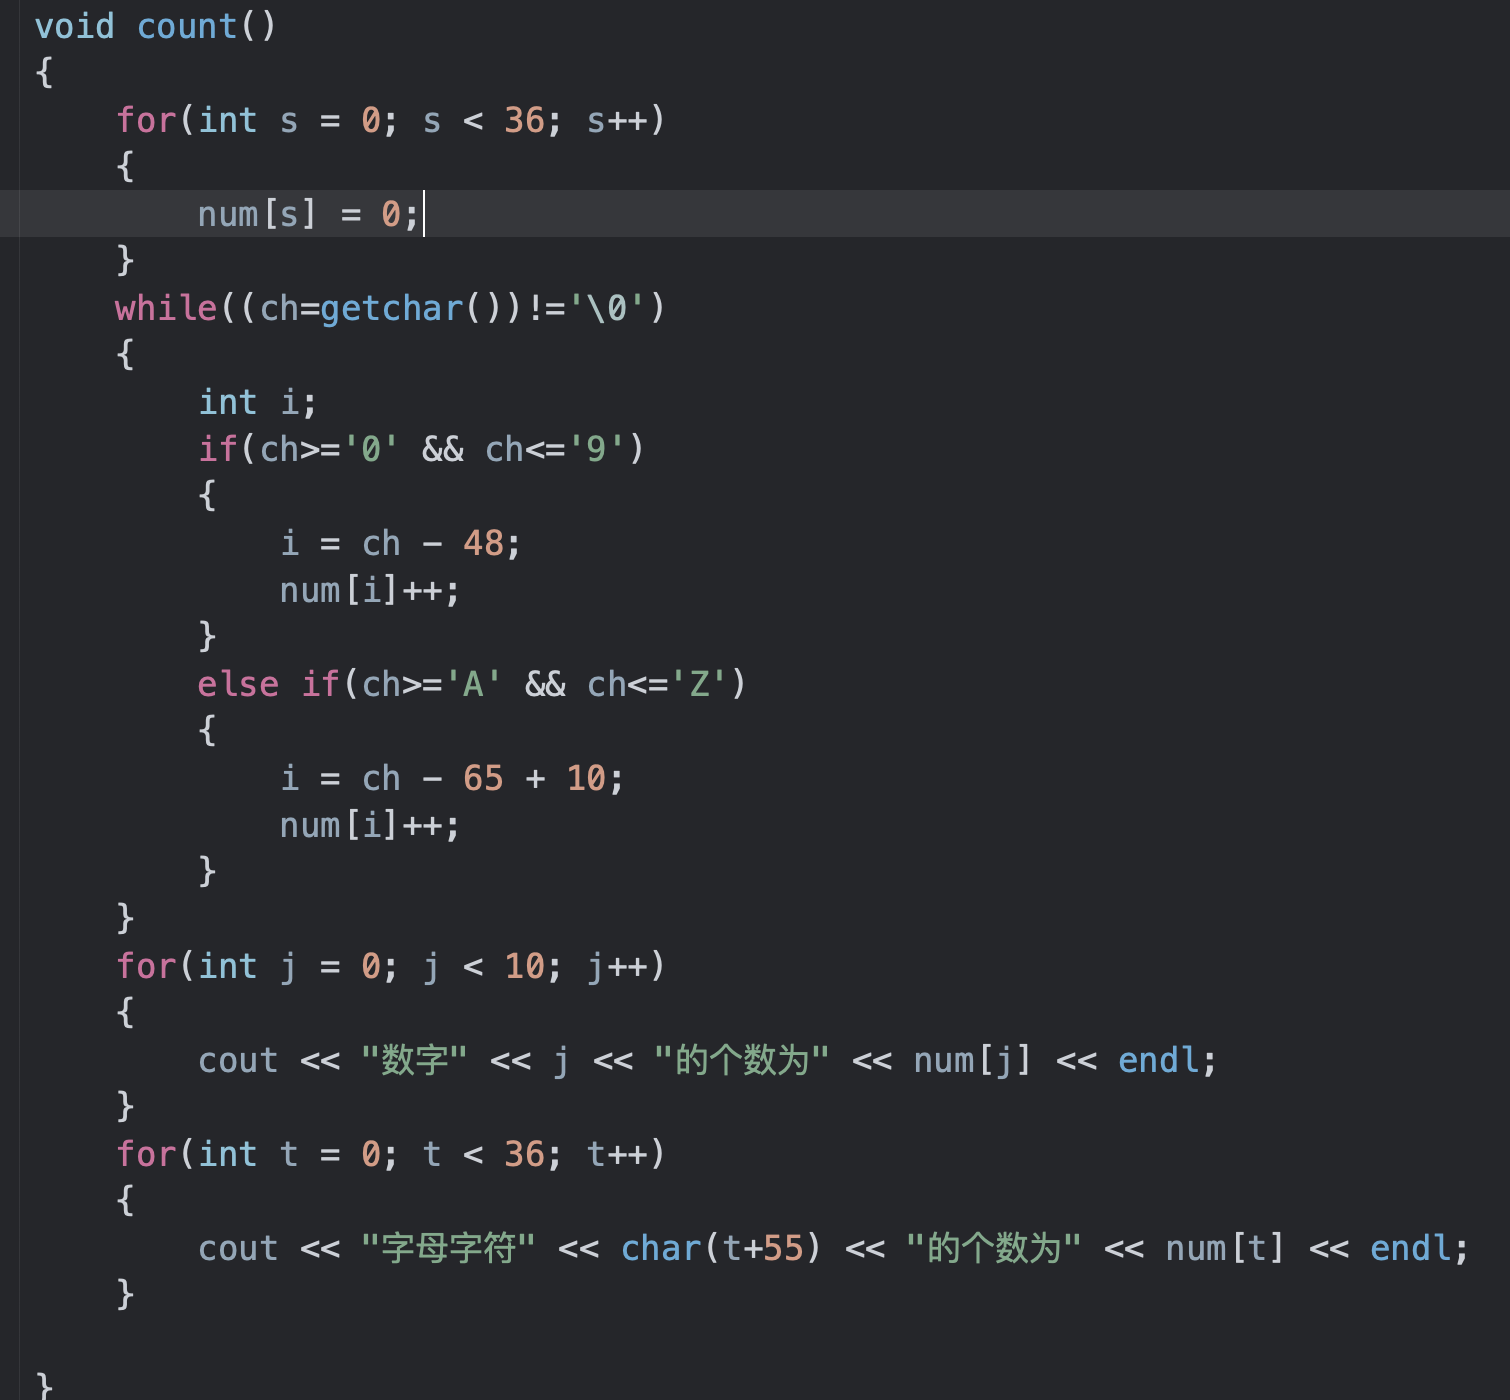 void count()
{
    for(int s = 0; s < 36; s++)
    {
        num[s] = 0;
    }
    while((ch=getchar())!='\0')
    {
        int i;
        if(ch>='0' && ch<='9')
        {
            i = ch - 48;
            num[i]++;
        }
        else if(ch>='A' && ch<='Z')
        {
            i = ch - 65 + 10;
            num[i]++;
        }
    }
    for(int j = 0; j < 10; j++)
    {
        cout << "数字" << j << "的个数为" << num[j] << endl;
    }
    for(int t = 0; t < 36; t++)
    {
        cout << "字母字符" << char(t+55) << "的个数为" << num[t] << endl;
    }
}